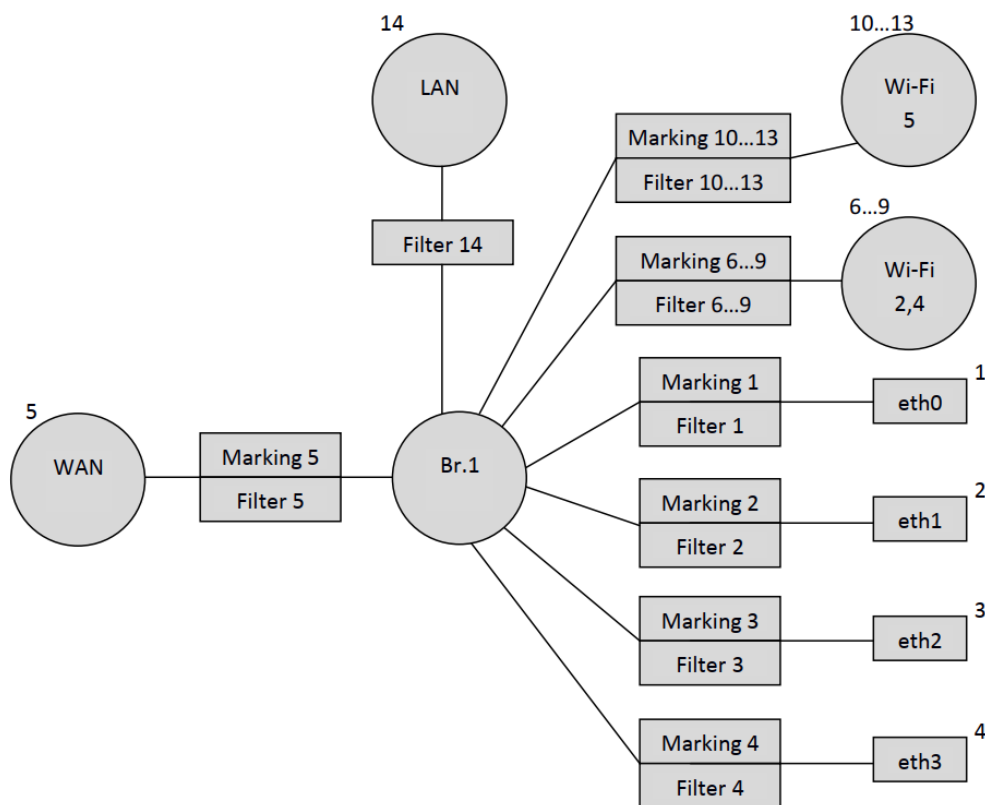 14
LAN
Filter 14
10...13
Wi-Fi
5
Marking 10...13
Filter 10...13
6...9
Wi-Fi
2,4
Marking 6...9
Filter 6...9
5
WAN
Marking 5
Filter 5
Br.1
Marking 1
Filter 1
1
eth0
Marking 2
Filter 2
2
eth1
Marking 3
Filter 3
3
eth2
Marking 4
Filter 4
4
eth3